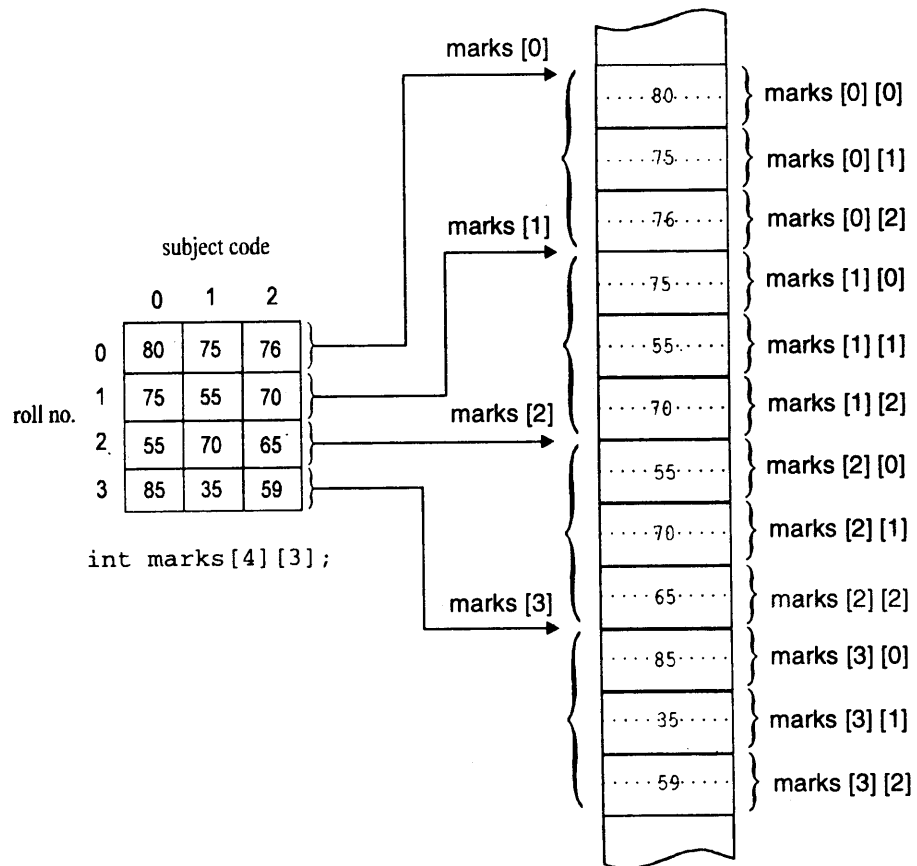 subject code
0 1 2
roll no.
0 80 75 76
1 75 55 70
2 55 70 65
3 85 35 59
int marks[4][3];
marks [0]
marks [1]
marks [2]
marks [3]
80 marks [0] [0]
75 marks [0] [1]
76 marks [0] [2]
75 marks [1] [0]
55 marks [1] [1]
70 marks [1] [2]
55 marks [2] [0]
70 marks [2] [1]
65 marks [2] [2]
85 marks [3] [0]
35 marks [3] [1]
59 marks [3] [2]